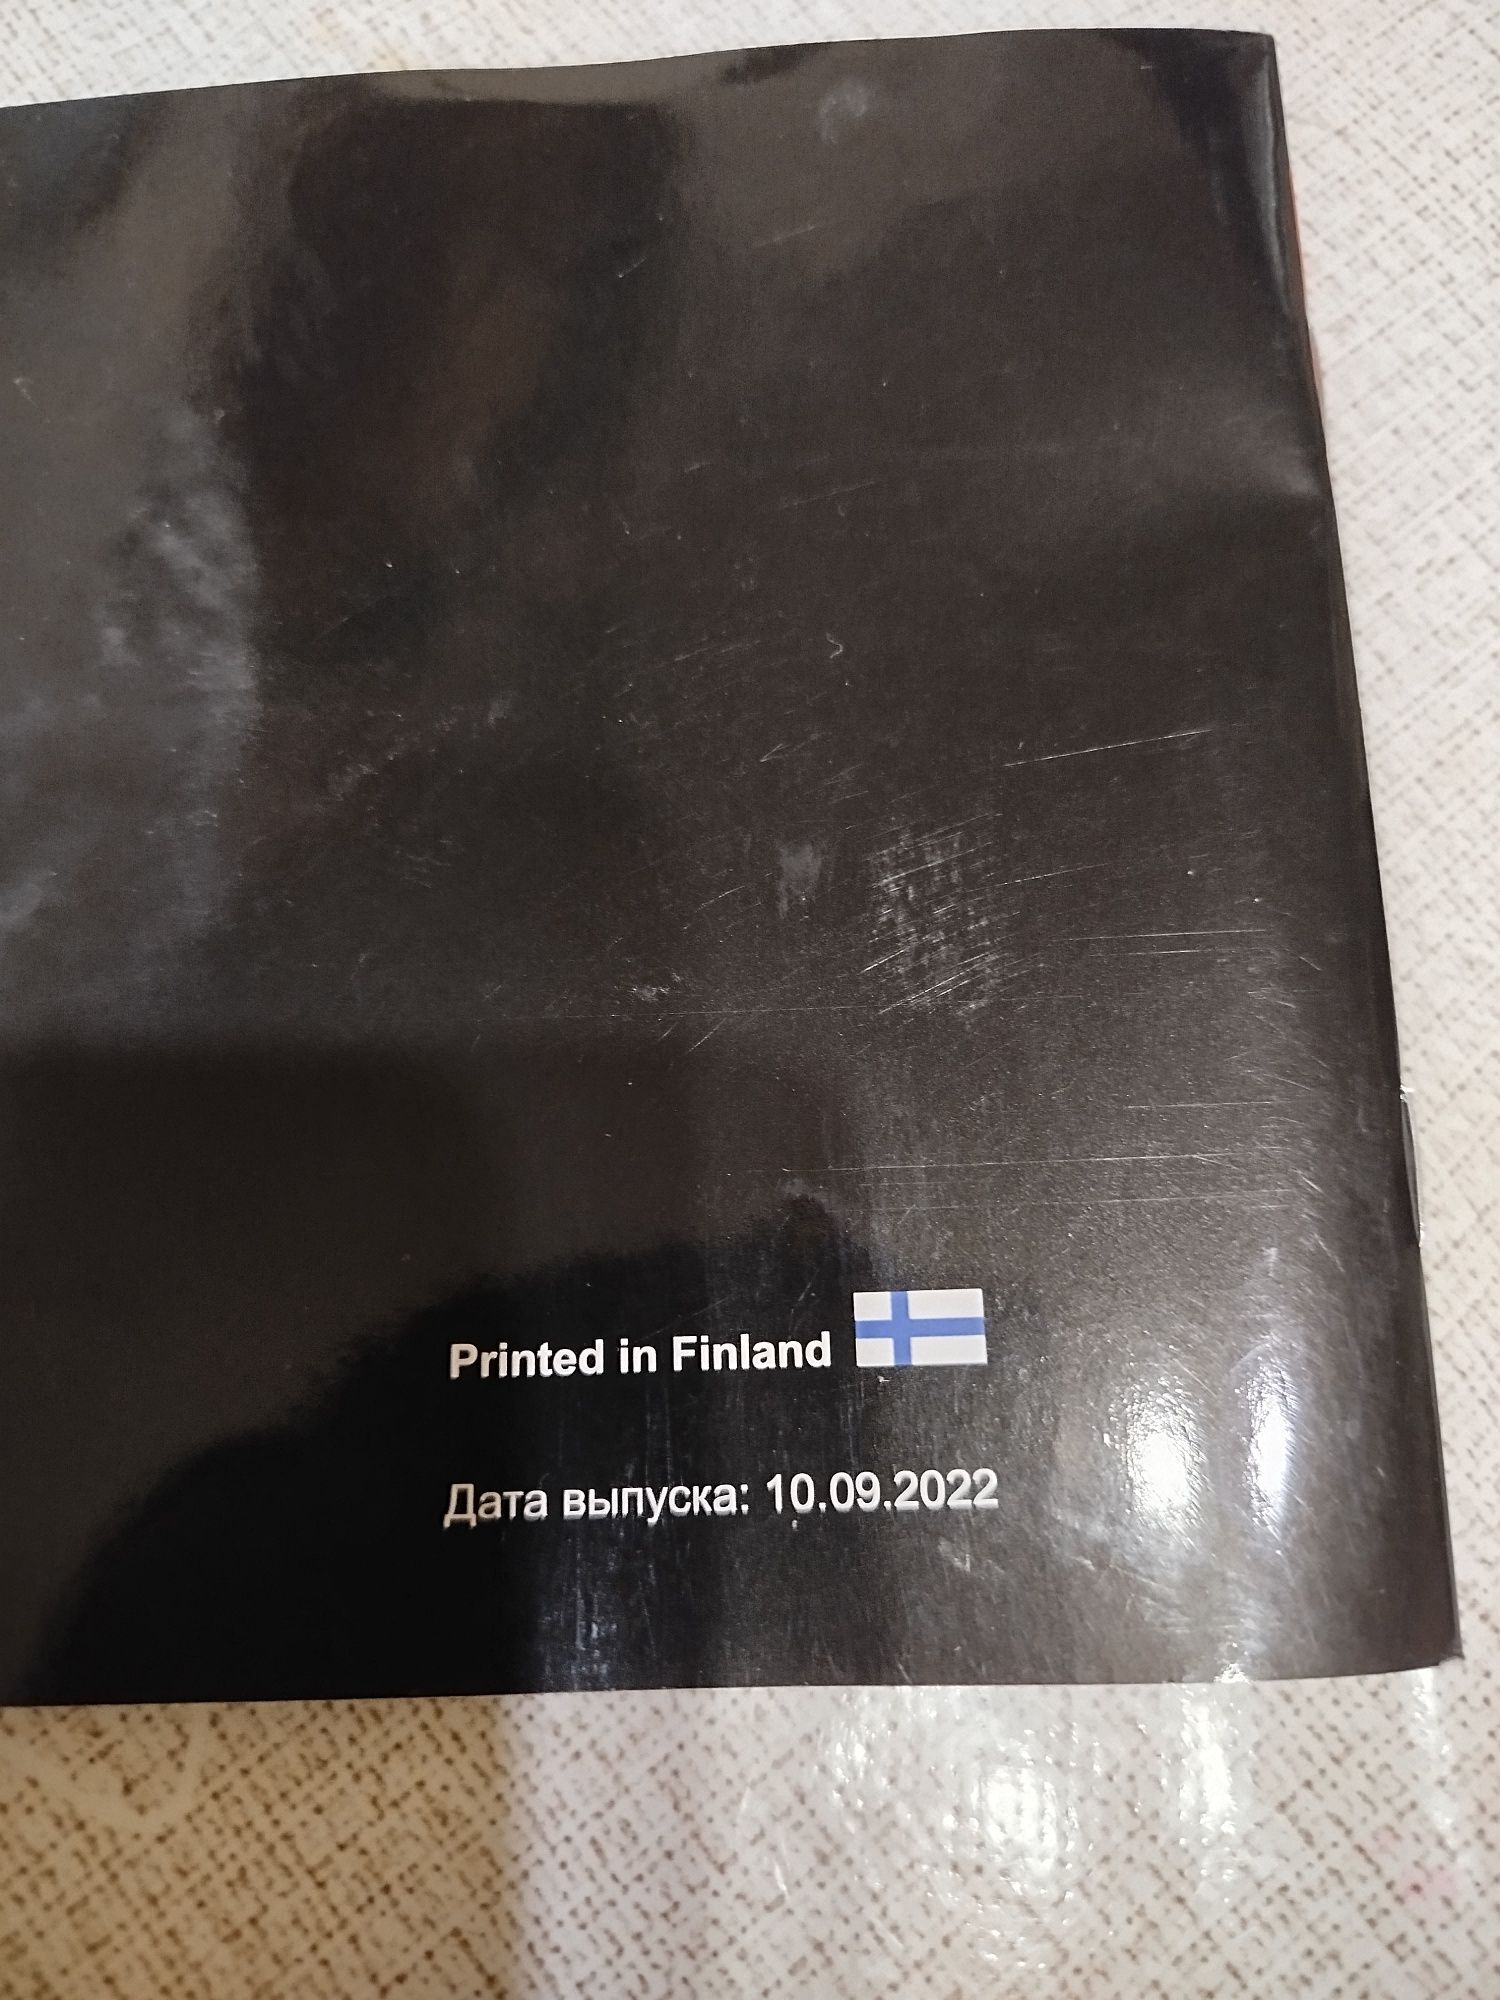 Printed in Finland
Дата выпуска: 10.09.2022